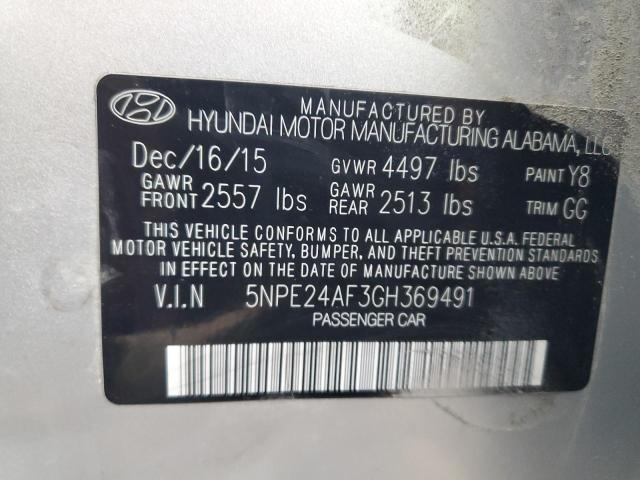 MANUFACTURED BY
HYUNDAI MOTOR MANUFACTURING ALABAMA, LLC
Dec/16/15 GVWR 4497 lbs PAINT Y8
GAWR FRONT 2557 lbs GAWR REAR 2513 lbs TRIM GG
THIS VEHICLE CONFORMS TO ALL APPLICABLE U.S.A. FEDERAL
MOTOR VEHICLE SAFETY, BUMPER, AND THEFT PREVENTION STANDARDS
IN EFFECT ON THE DATE OF MANUFACTURE SHOWN ABOVE.
V.I.N 5NPE24AF3GH369491
PASSENGER CAR